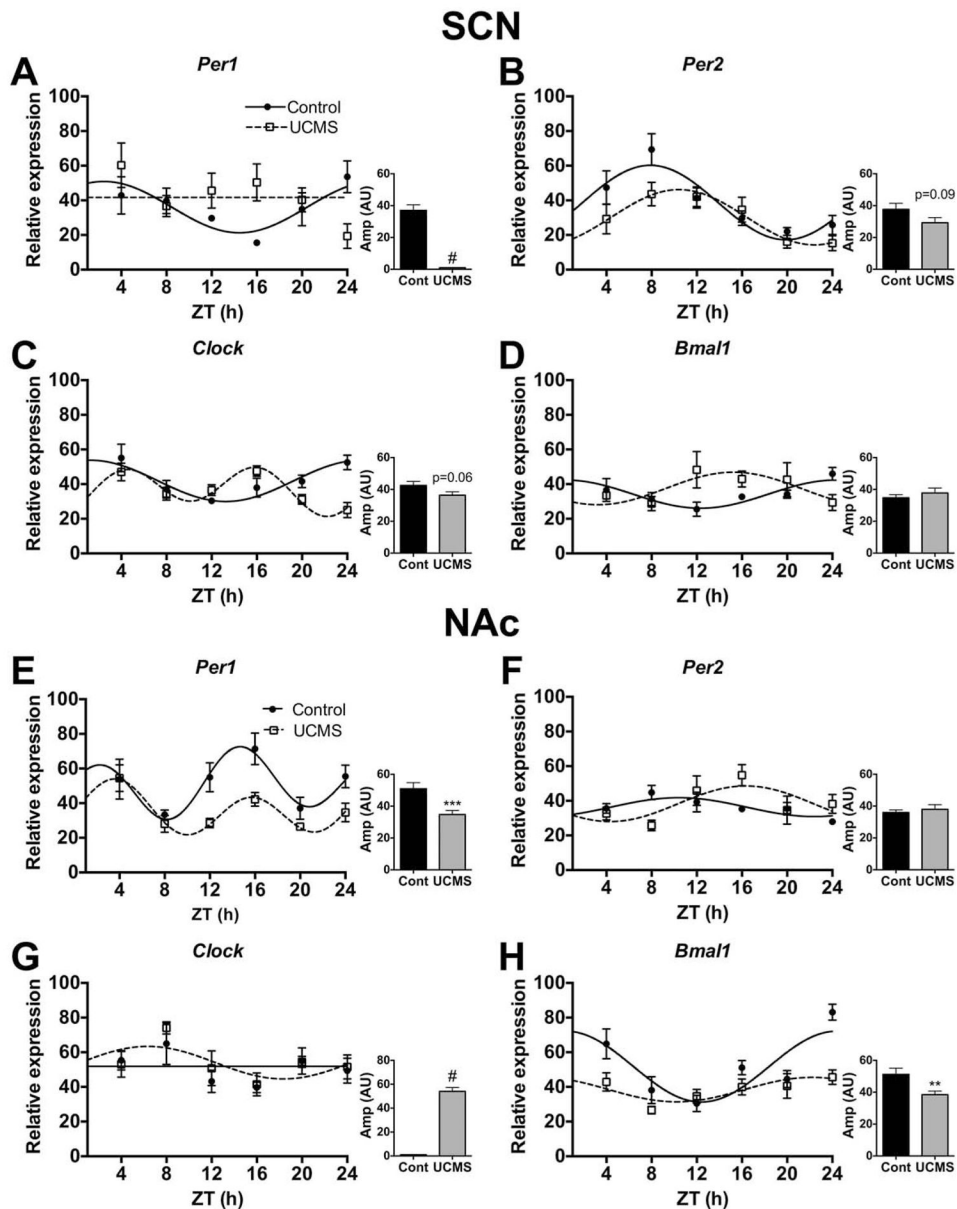 SCN
A
Per1
Relative expression
100
80
60
40
20
0
4 8 12 16 20 24
ZT (h)
Control
UCMS
Amp (AU)
60
40
20
0
#
Cont UCMS
B
Per2
Relative expression
100
80
60
40
20
0
4 8 12 16 20 24
ZT (h)
Amp (AU)
60
40
20
0
p=0.09
Cont UCMS
C
Clock
Relative expression
100
80
60
40
20
0
4 8 12 16 20 24
ZT (h)
Amp (AU)
60
40
20
0
p=0.06
Cont UCMS
D
Bmal1
Relative expression
100
80
60
40
20
0
4 8 12 16 20 24
ZT (h)
Amp (AU)
60
40
20
0
Cont UCMS
NAc
E
Per1
Relative expression
100
80
60
40
20
0
4 8 12 16 20 24
ZT (h)
Control
UCMS
Amp (AU)
60
40
20
0
***
Cont UCMS
F
Per2
Relative expression
100
80
60
40
20
0
4 8 12 16 20 24
ZT (h)
Amp (AU)
60
40
20
0
Cont UCMS
G
Clock
Relative expression
100
80
60
40
20
0
4 8 12 16 20 24
ZT (h)
Amp (AU)
80
60
40
20
0
#
Cont UCMS
H
Bmal1
Relative expression
100
80
60
40
20
0
4 8 12 16 20 24
ZT (h)
Amp (AU)
60
40
20
0
**
Cont UCMS